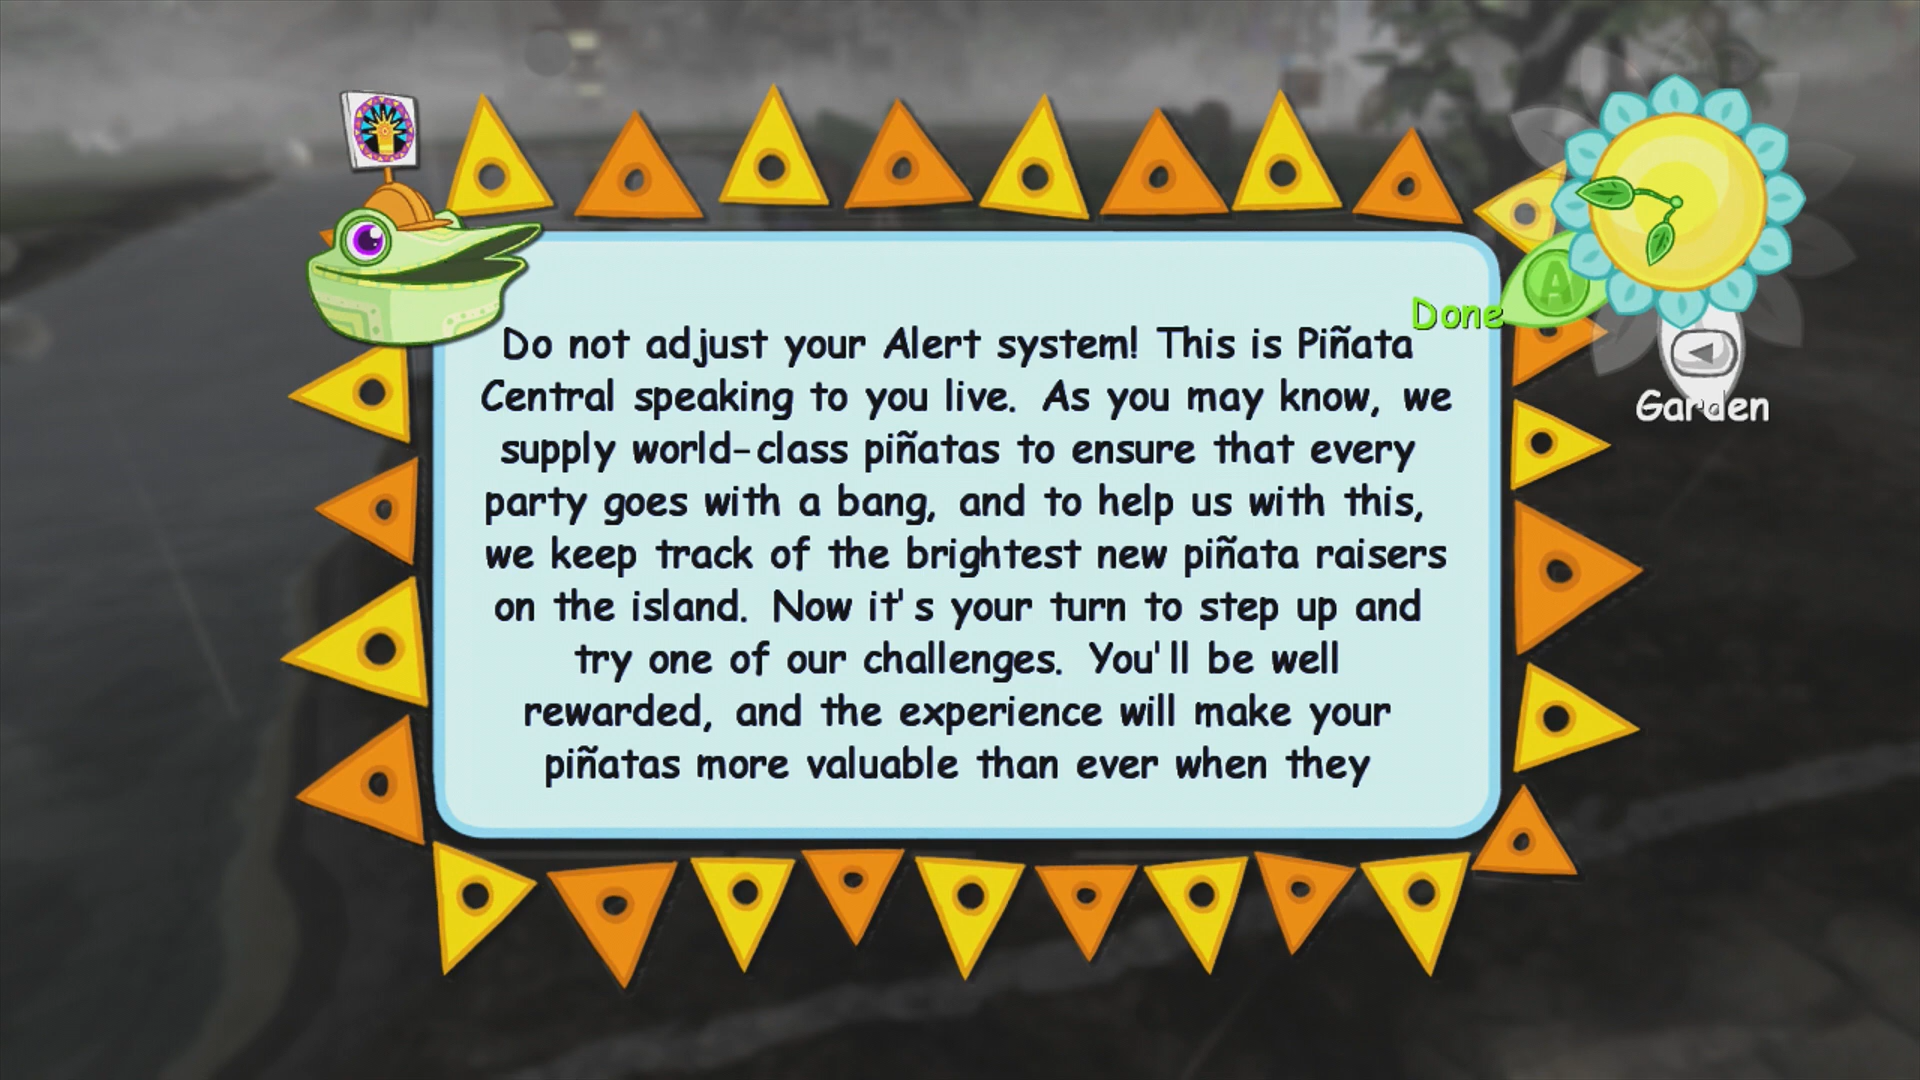 Do not adjust your Alert system! This is Piñata
Central speaking to you live. As you may know, we
supply world-class piñatas to ensure that every
party goes with a bang, and to help us with this,
we keep track of the brightest new piñata raisers
on the island. Now it's your turn to step up and
try one of our challenges. You'll be well
rewarded, and the experience will make your
piñatas more valuable than ever when they
Done
A
Garden